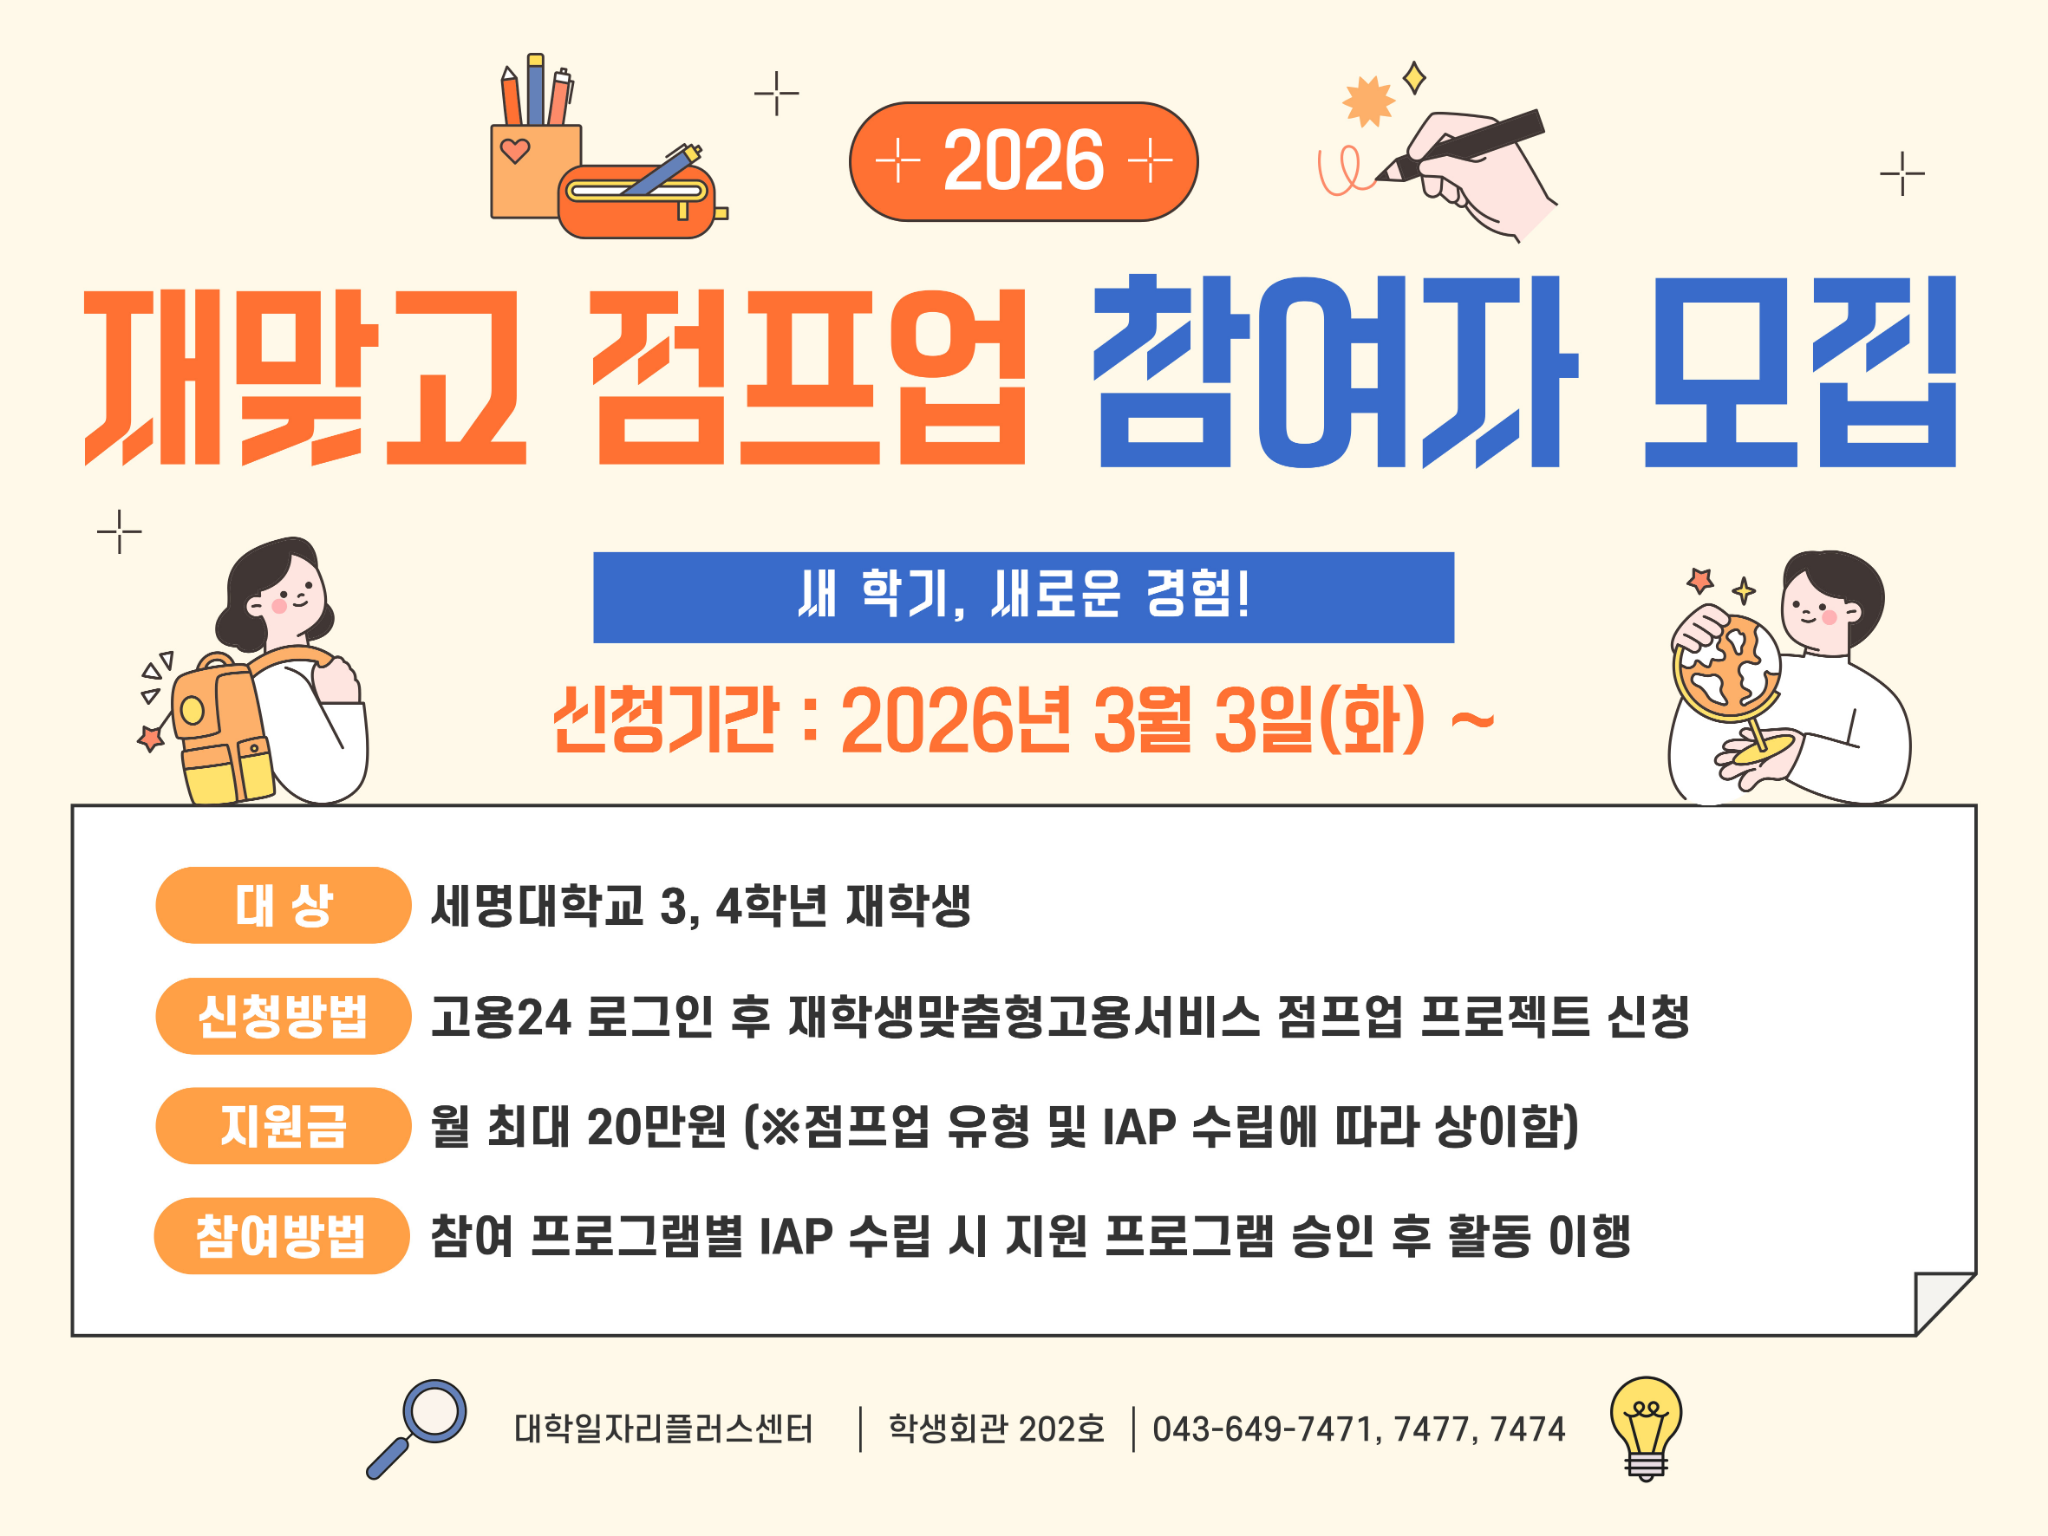 2026
재맞고 점프업 참여자 모집
새 학기, 새로운 경험!
신청기간 : 2026년 3월 3일(화) ~
대 상 세명대학교 3, 4학년 재학생
신청방법 고용24 로그인 후 재학생맞춤형고용서비스 점프업 프로젝트 신청
지원금 월 최대 20만원 (※점프업 유형 및 IAP 수립에 따라 상이함)
참여방법 참여 프로그램별 IAP 수립 시 지원 프로그램 승인 후 활동 이행
대학일자리플러스센터 | 학생회관 202호 | 043-649-7471, 7477, 7474